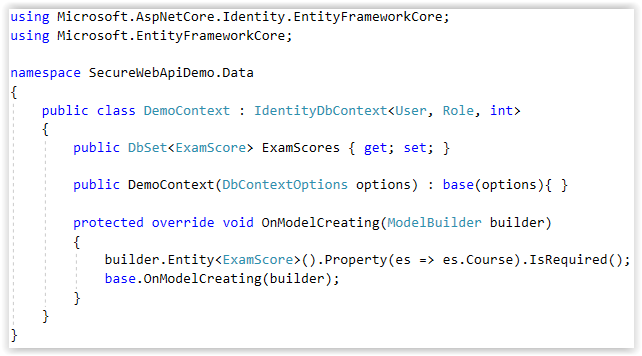 using Microsoft.AspNetCore.Identity.EntityFrameworkCore;
using Microsoft.EntityFrameworkCore;

namespace SecureWebApiDemo.Data
{
    public class DemoContext : IdentityDbContext<User, Role, int>
    {
        public DbSet<ExamScore> ExamScores { get; set; }

        public DemoContext(DbContextOptions options) : base(options){ }

        protected override void OnModelCreating(ModelBuilder builder)
        {
            builder.Entity<ExamScore>().Property(es => es.Course).IsRequired();
            base.OnModelCreating(builder);
        }
    }
}